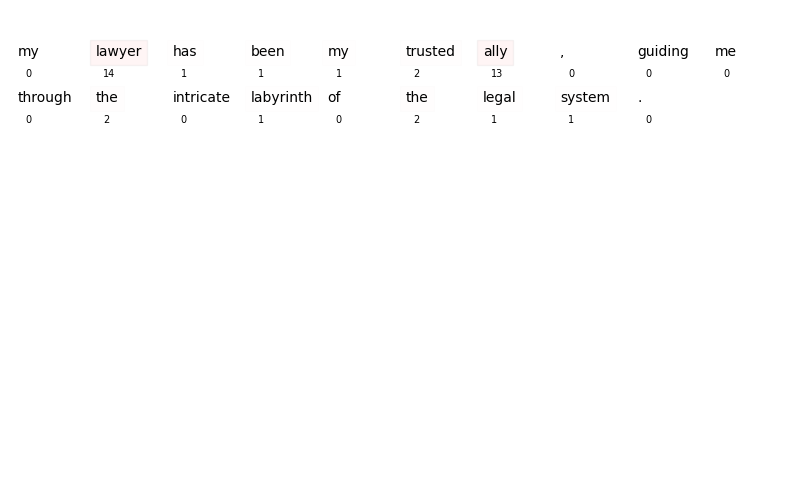 my lawyer has been my trusted ally , guiding me
0 14 1 1 1 2 13 0 0 0
through the intricate labyrinth of the legal system .
0 2 0 1 0 2 1 1 0